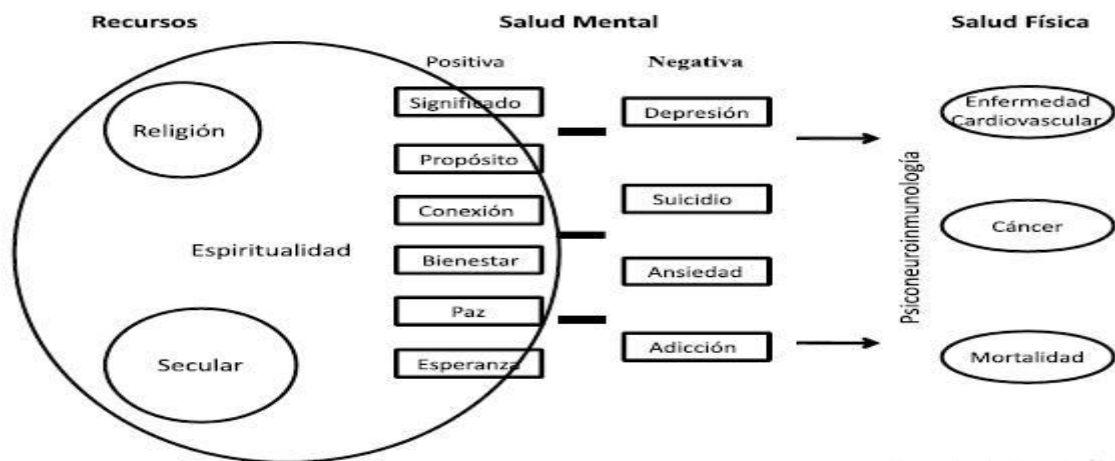 Recursos
Salud Mental
Salud Física
Positiva
Negativa
Religión
Espiritualidad
Secular
Significado
Propósito
Conexión
Bienestar
Paz
Esperanza
Depresión
Suicidio
Ansiedad
Adicción
Psiconeuroinmunología
Enfermedad
Cardiovascular
Cáncer
Mortalidad